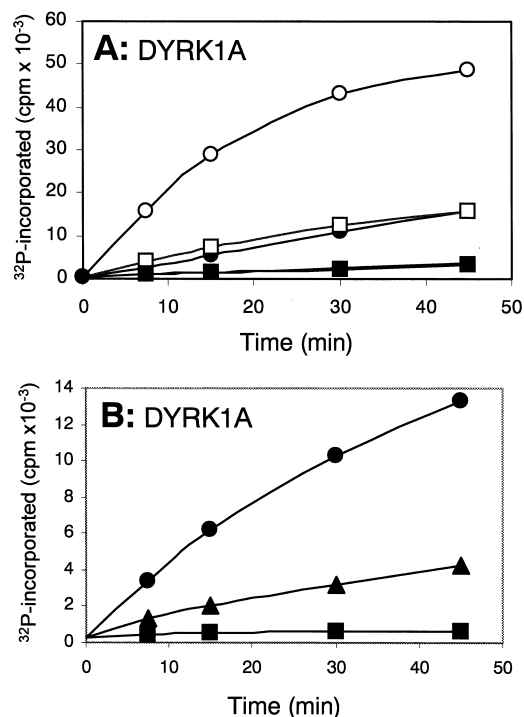 A: DYRK1A
³²P-incorporated (cpm x 10⁻³)
60
50
40
30
20
10
0
0 10 20 30 40 50
Time (min)
B: DYRK1A
³²P-incorporated (cpm x10⁻³)
14
12
10
8
6
4
2
0
0 10 20 30 40 50
Time (min)